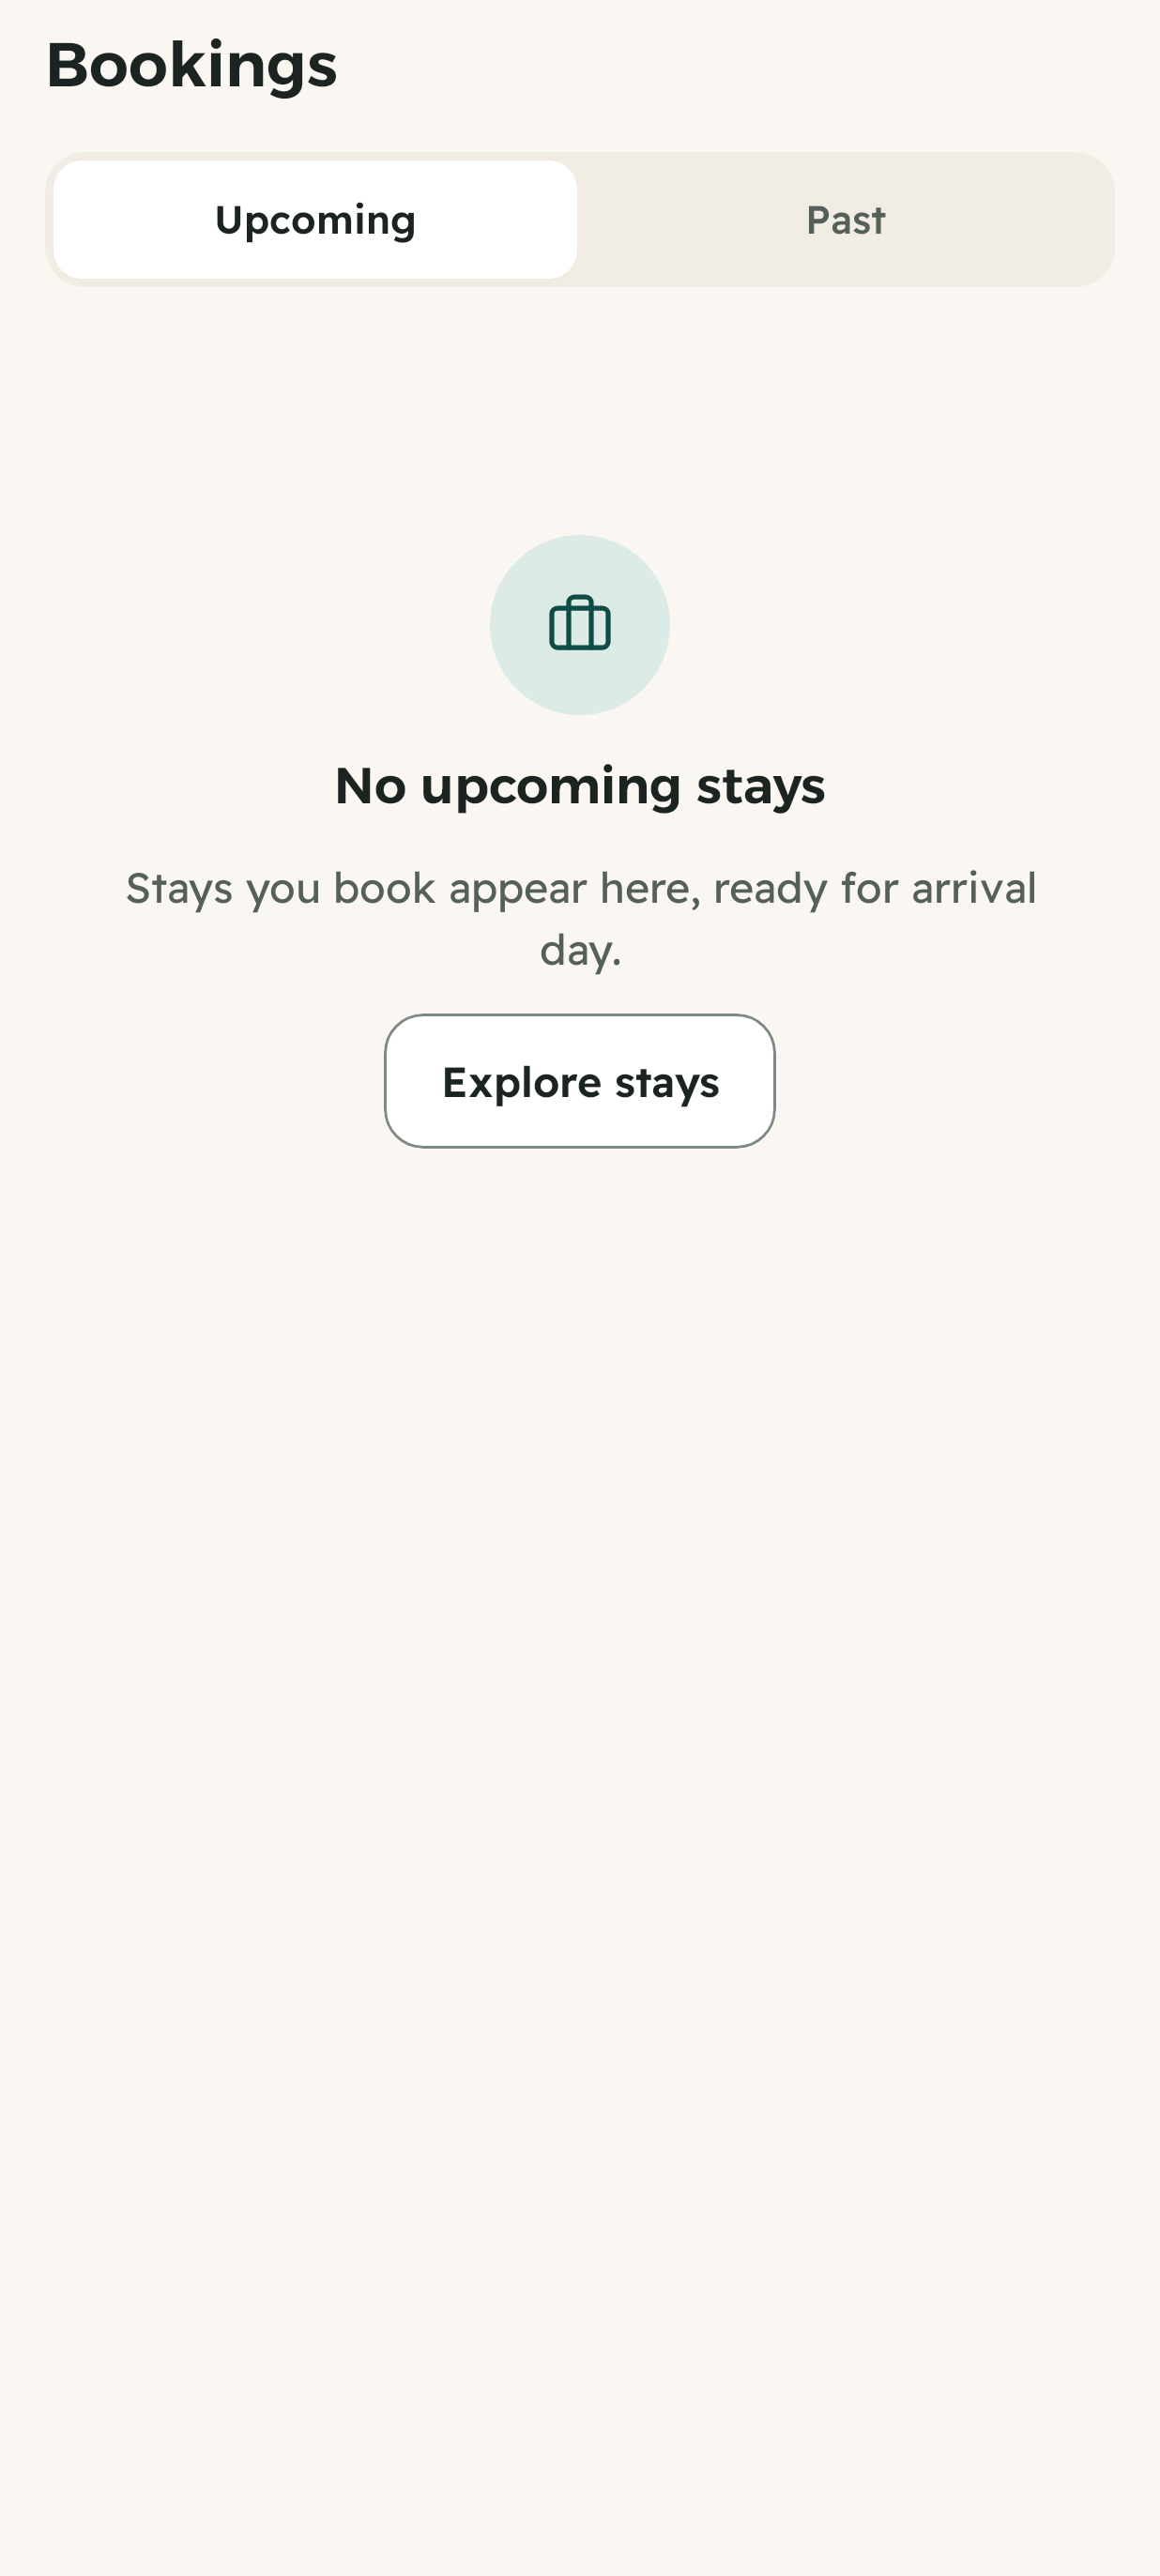 Bookings
Upcoming
Past
No upcoming stays
Stays you book appear here, ready for arrival
day.
Explore stays